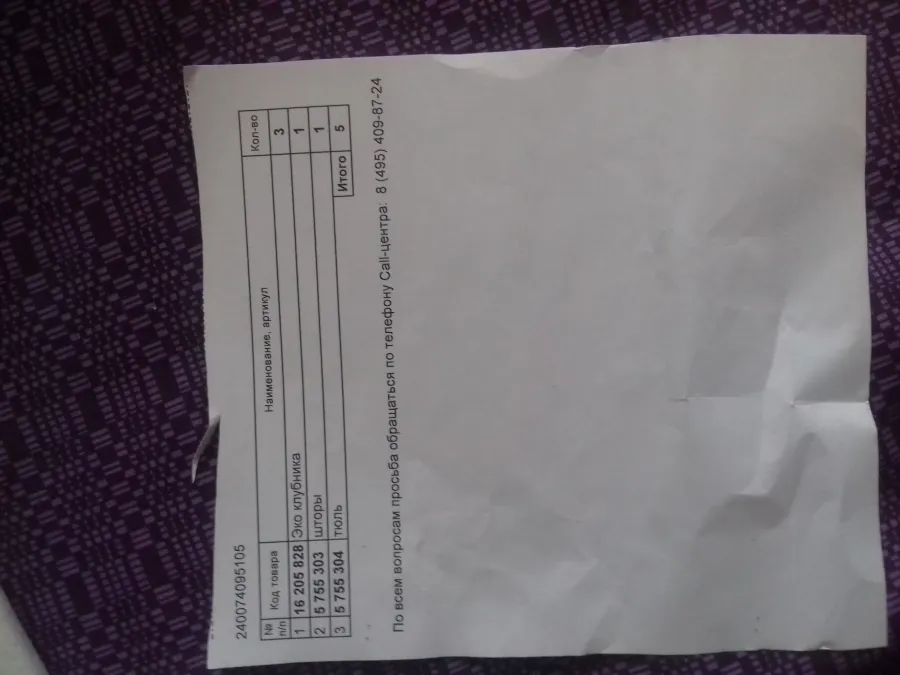 240074095105
№ п/п Код товара Наименование, артикул Кол-во
1 16 205 828 Эко клубника 3
2 5 755 303 шторы 1
3 5 755 304 тюль 1
Итого 5
По всем вопросам просьба обращаться по телефону Call-центра: 8 (495) 409-87-24